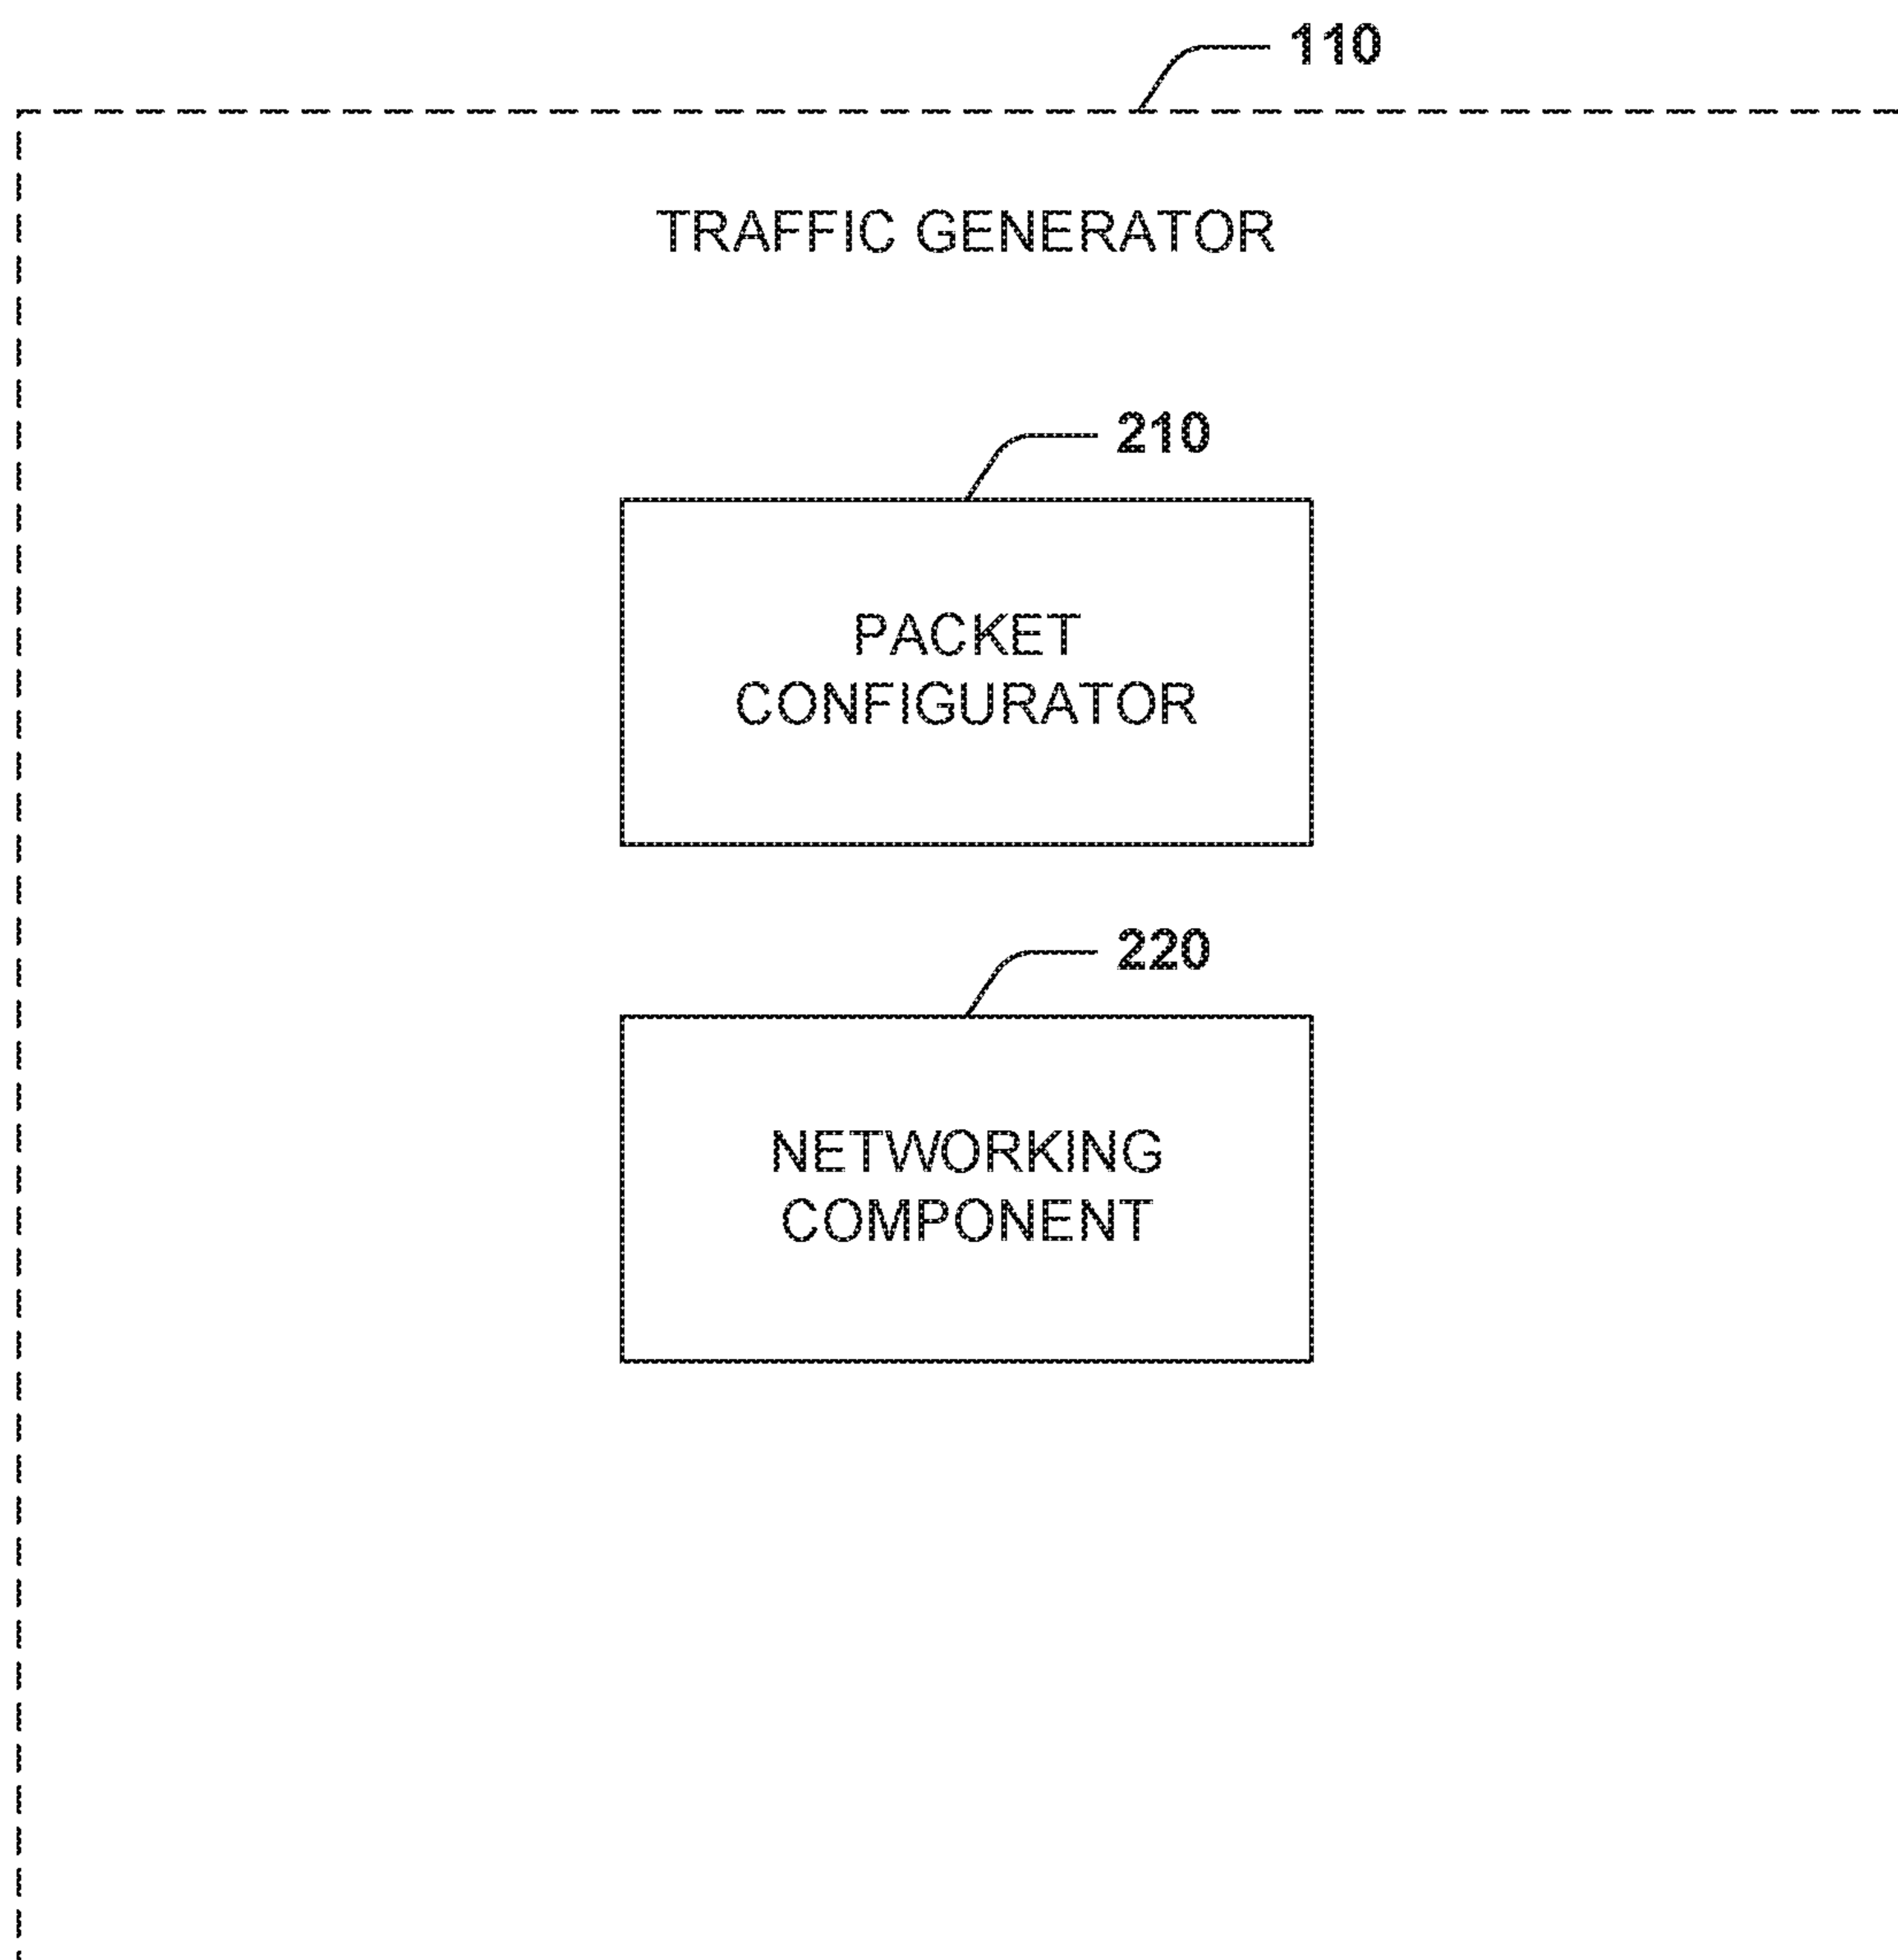 110
TRAFFIC GENERATOR
210
PACKET
CONFIGURATOR
220
NETWORKING
COMPONENT